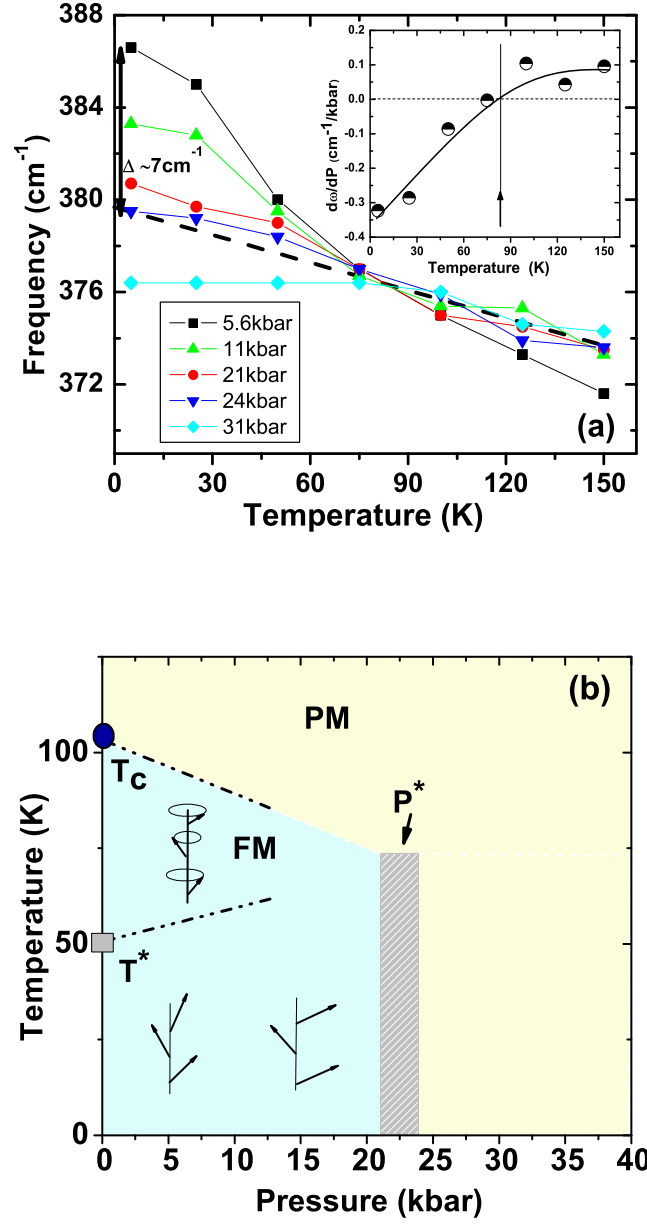 388
384
380
376
372
Frequency (cm⁻¹)
0 30 60 90 120 150
Temperature (K)
Δ ~7cm⁻¹
5.6kbar
11kbar
21kbar
24kbar
31kbar
(a)
0.2
0.1
0.0
-0.1
-0.2
-0.3
-0.4
dω/dP (cm⁻¹/kbar)
0 30 60 90 120 150
Temperature (K)
(b)
PM
100
T_C
P*
FM
50
T*
0
Temperature (K)
0 5 10 15 20 25 30 35 40
Pressure (kbar)